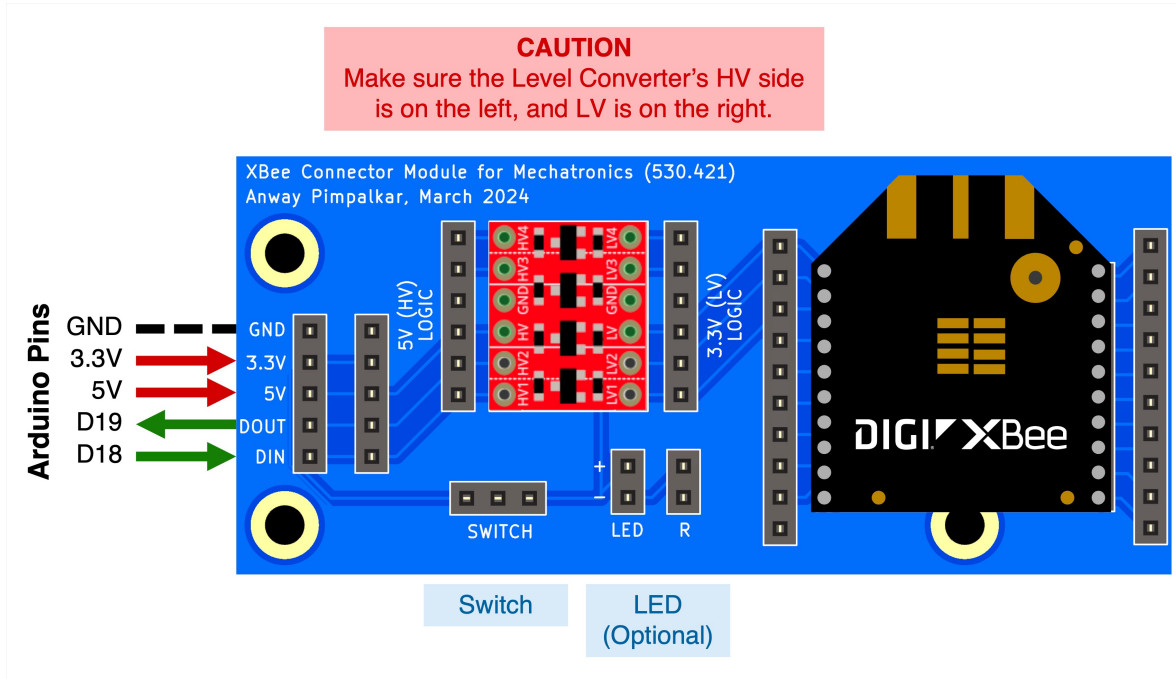 CAUTION
Make sure the Level Converter's HV side
is on the left, and LV is on the right.
XBee Connector Module for Mechatronics (530.421)
Anway Pimpalkar, March 2024
Arduino Pins
GND
3.3V
5V
D19
D18
GND
3.3V
5V
DOUT
DIN
5V (HV)
LOGIC
HV4
HV3
GND
HV
HV2
HV1
LV4
LV3
GND
LV
LV2
LV1
3.3V (LV)
LOGIC
DIGI XBee
SWITCH
+
−
LED
R
Switch
LED
(Optional)